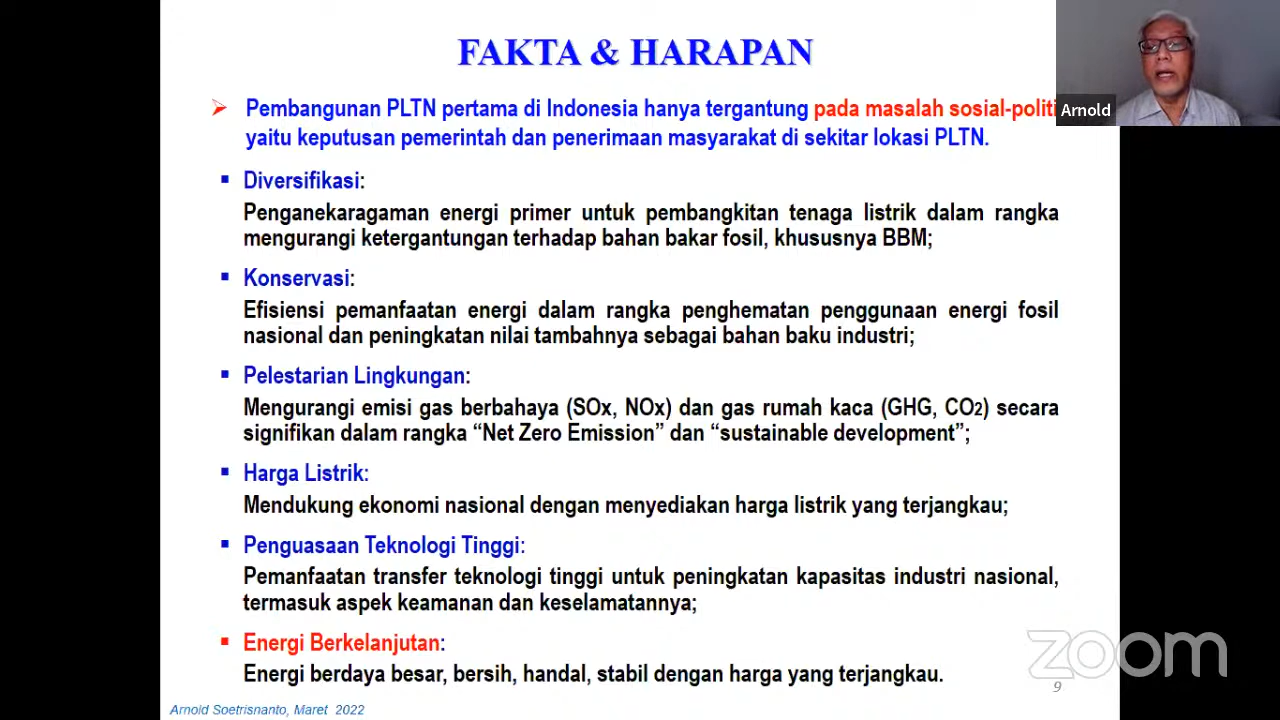 FAKTA & HARAPAN
Pembangunan PLTN pertama di Indonesia hanya tergantung pada masalah sosial-politi
yaitu keputusan pemerintah dan penerimaan masyarakat di sekitar lokasi PLTN.
Diversifikasi:
Penganekaragaman energi primer untuk pembangkitan tenaga listrik dalam rangka
mengurangi ketergantungan terhadap bahan bakar fosil, khususnya BBM;
Konservasi:
Efisiensi pemanfaatan energi dalam rangka penghematan penggunaan energi fosil
nasional dan peningkatan nilai tambahnya sebagai bahan baku industri;
Pelestarian Lingkungan:
Mengurangi emisi gas berbahaya (SOx, NOx) dan gas rumah kaca (GHG, CO2) secara
signifikan dalam rangka “Net Zero Emission” dan “sustainable development”;
Harga Listrik:
Mendukung ekonomi nasional dengan menyediakan harga listrik yang terjangkau;
Penguasaan Teknologi Tinggi:
Pemanfaatan transfer teknologi tinggi untuk peningkatan kapasitas industri nasional,
termasuk aspek keamanan dan keselamatannya;
Energi Berkelanjutan:
Energi berdaya besar, bersih, handal, stabil dengan harga yang terjangkau.
Arnold Soetrisnanto, Maret 2022
9
zoom
Arnold